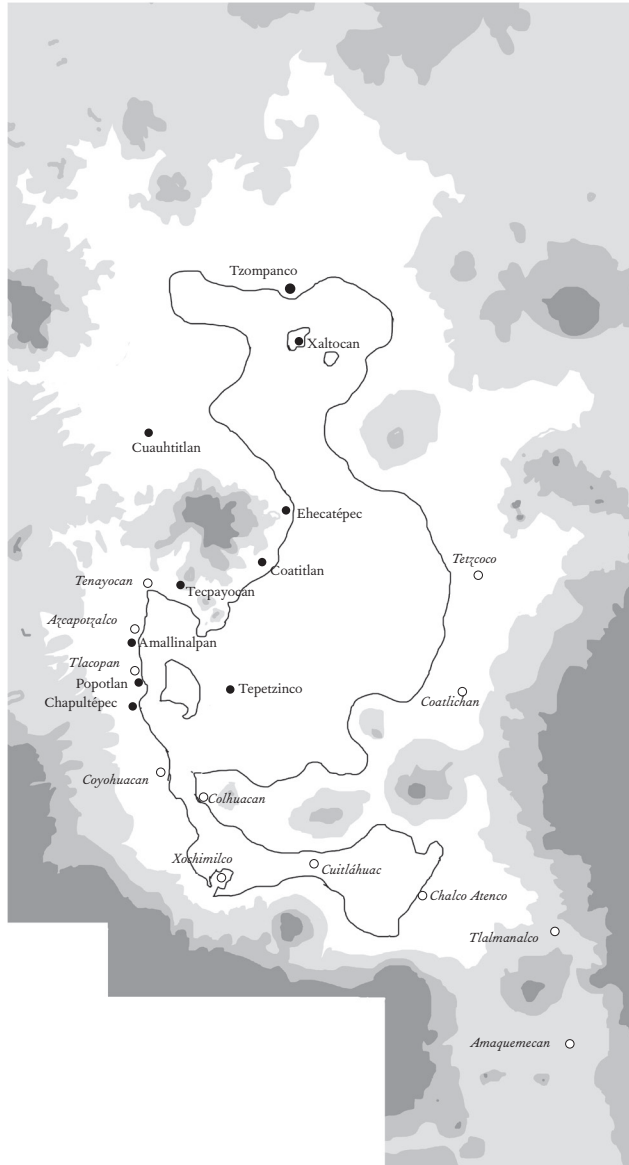 Tzompanco
Xaltocan
Cuauhtitlan
Ehecatépec
Tetzcoco
Coatitlan
Tenayocan
Tecpayocan
Azcapotzalco
Amallinalpan
Tlacopan
Popotlan
Tepetzinco
Coatlichan
Chapultépec
Coyohuacan
Colhuacan
Xochimilco
Cuitláhuac
Chalco Atenco
Tlalmanalco
Amaquemecan